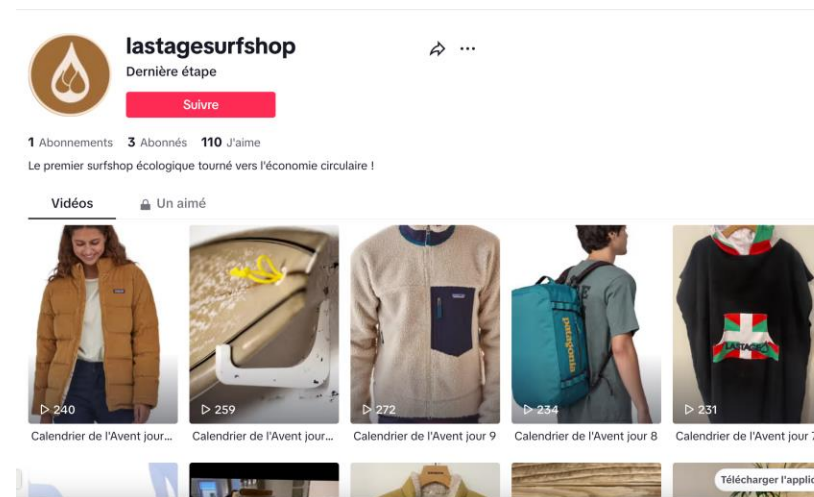 lastagesurfshop
Dernière étape
Suivre
1 Abonnements 3 Abonnés 110 J'aime
Le premier surfshop écologique tourné vers l'économie circulaire !
Vidéos Un aimé
patagonia
LASTAGE
240 259 272 234 231
Calendrier de l'Avent jour... Calendrier de l'Avent jour... Calendrier de l'Avent jour 9 Calendrier de l'Avent jour 8 Calendrier de l'Avent jour 7
Télécharger l'applic